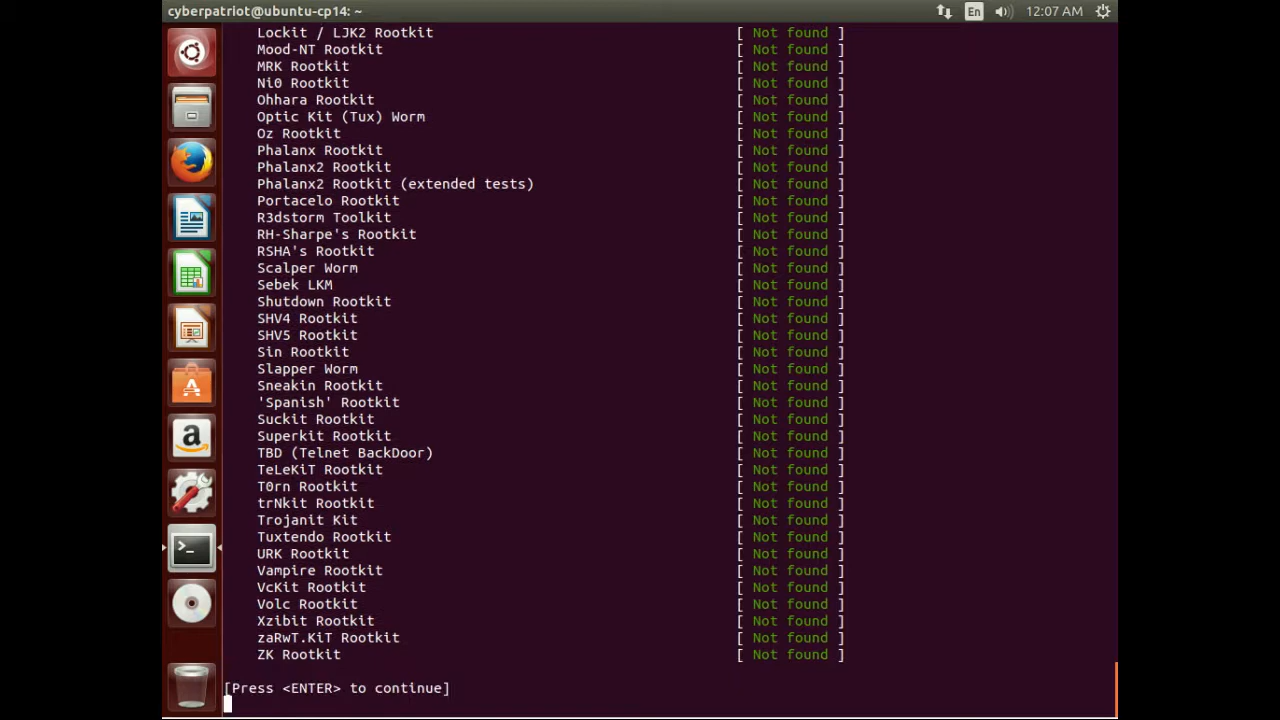 cyberpatriot@ubuntu-cp14: ~
En
12:07 AM
Lockit / LJK2 Rootkit [ Not found ]
Mood-NT Rootkit [ Not found ]
MRK Rootkit [ Not found ]
Ni0 Rootkit [ Not found ]
Ohhara Rootkit [ Not found ]
Optic Kit (Tux) Worm [ Not found ]
Oz Rootkit [ Not found ]
Phalanx Rootkit [ Not found ]
Phalanx2 Rootkit [ Not found ]
Phalanx2 Rootkit (extended tests) [ Not found ]
Portacelo Rootkit [ Not found ]
R3dstorm Toolkit [ Not found ]
RH-Sharpe's Rootkit [ Not found ]
RSHA's Rootkit [ Not found ]
Scalper Worm [ Not found ]
Sebek LKM [ Not found ]
Shutdown Rootkit [ Not found ]
SHV4 Rootkit [ Not found ]
SHV5 Rootkit [ Not found ]
Sin Rootkit [ Not found ]
Slapper Worm [ Not found ]
Sneakin Rootkit [ Not found ]
'Spanish' Rootkit [ Not found ]
Suckit Rootkit [ Not found ]
Superkit Rootkit [ Not found ]
TBD (Telnet BackDoor) [ Not found ]
TeLeKiT Rootkit [ Not found ]
T0rn Rootkit [ Not found ]
trNkit Rootkit [ Not found ]
Trojanit Kit [ Not found ]
Tuxtendo Rootkit [ Not found ]
URK Rootkit [ Not found ]
Vampire Rootkit [ Not found ]
VcKit Rootkit [ Not found ]
Volc Rootkit [ Not found ]
Xzibit Rootkit [ Not found ]
zaRwT.KiT Rootkit [ Not found ]
ZK Rootkit [ Not found ]
[Press <ENTER> to continue]